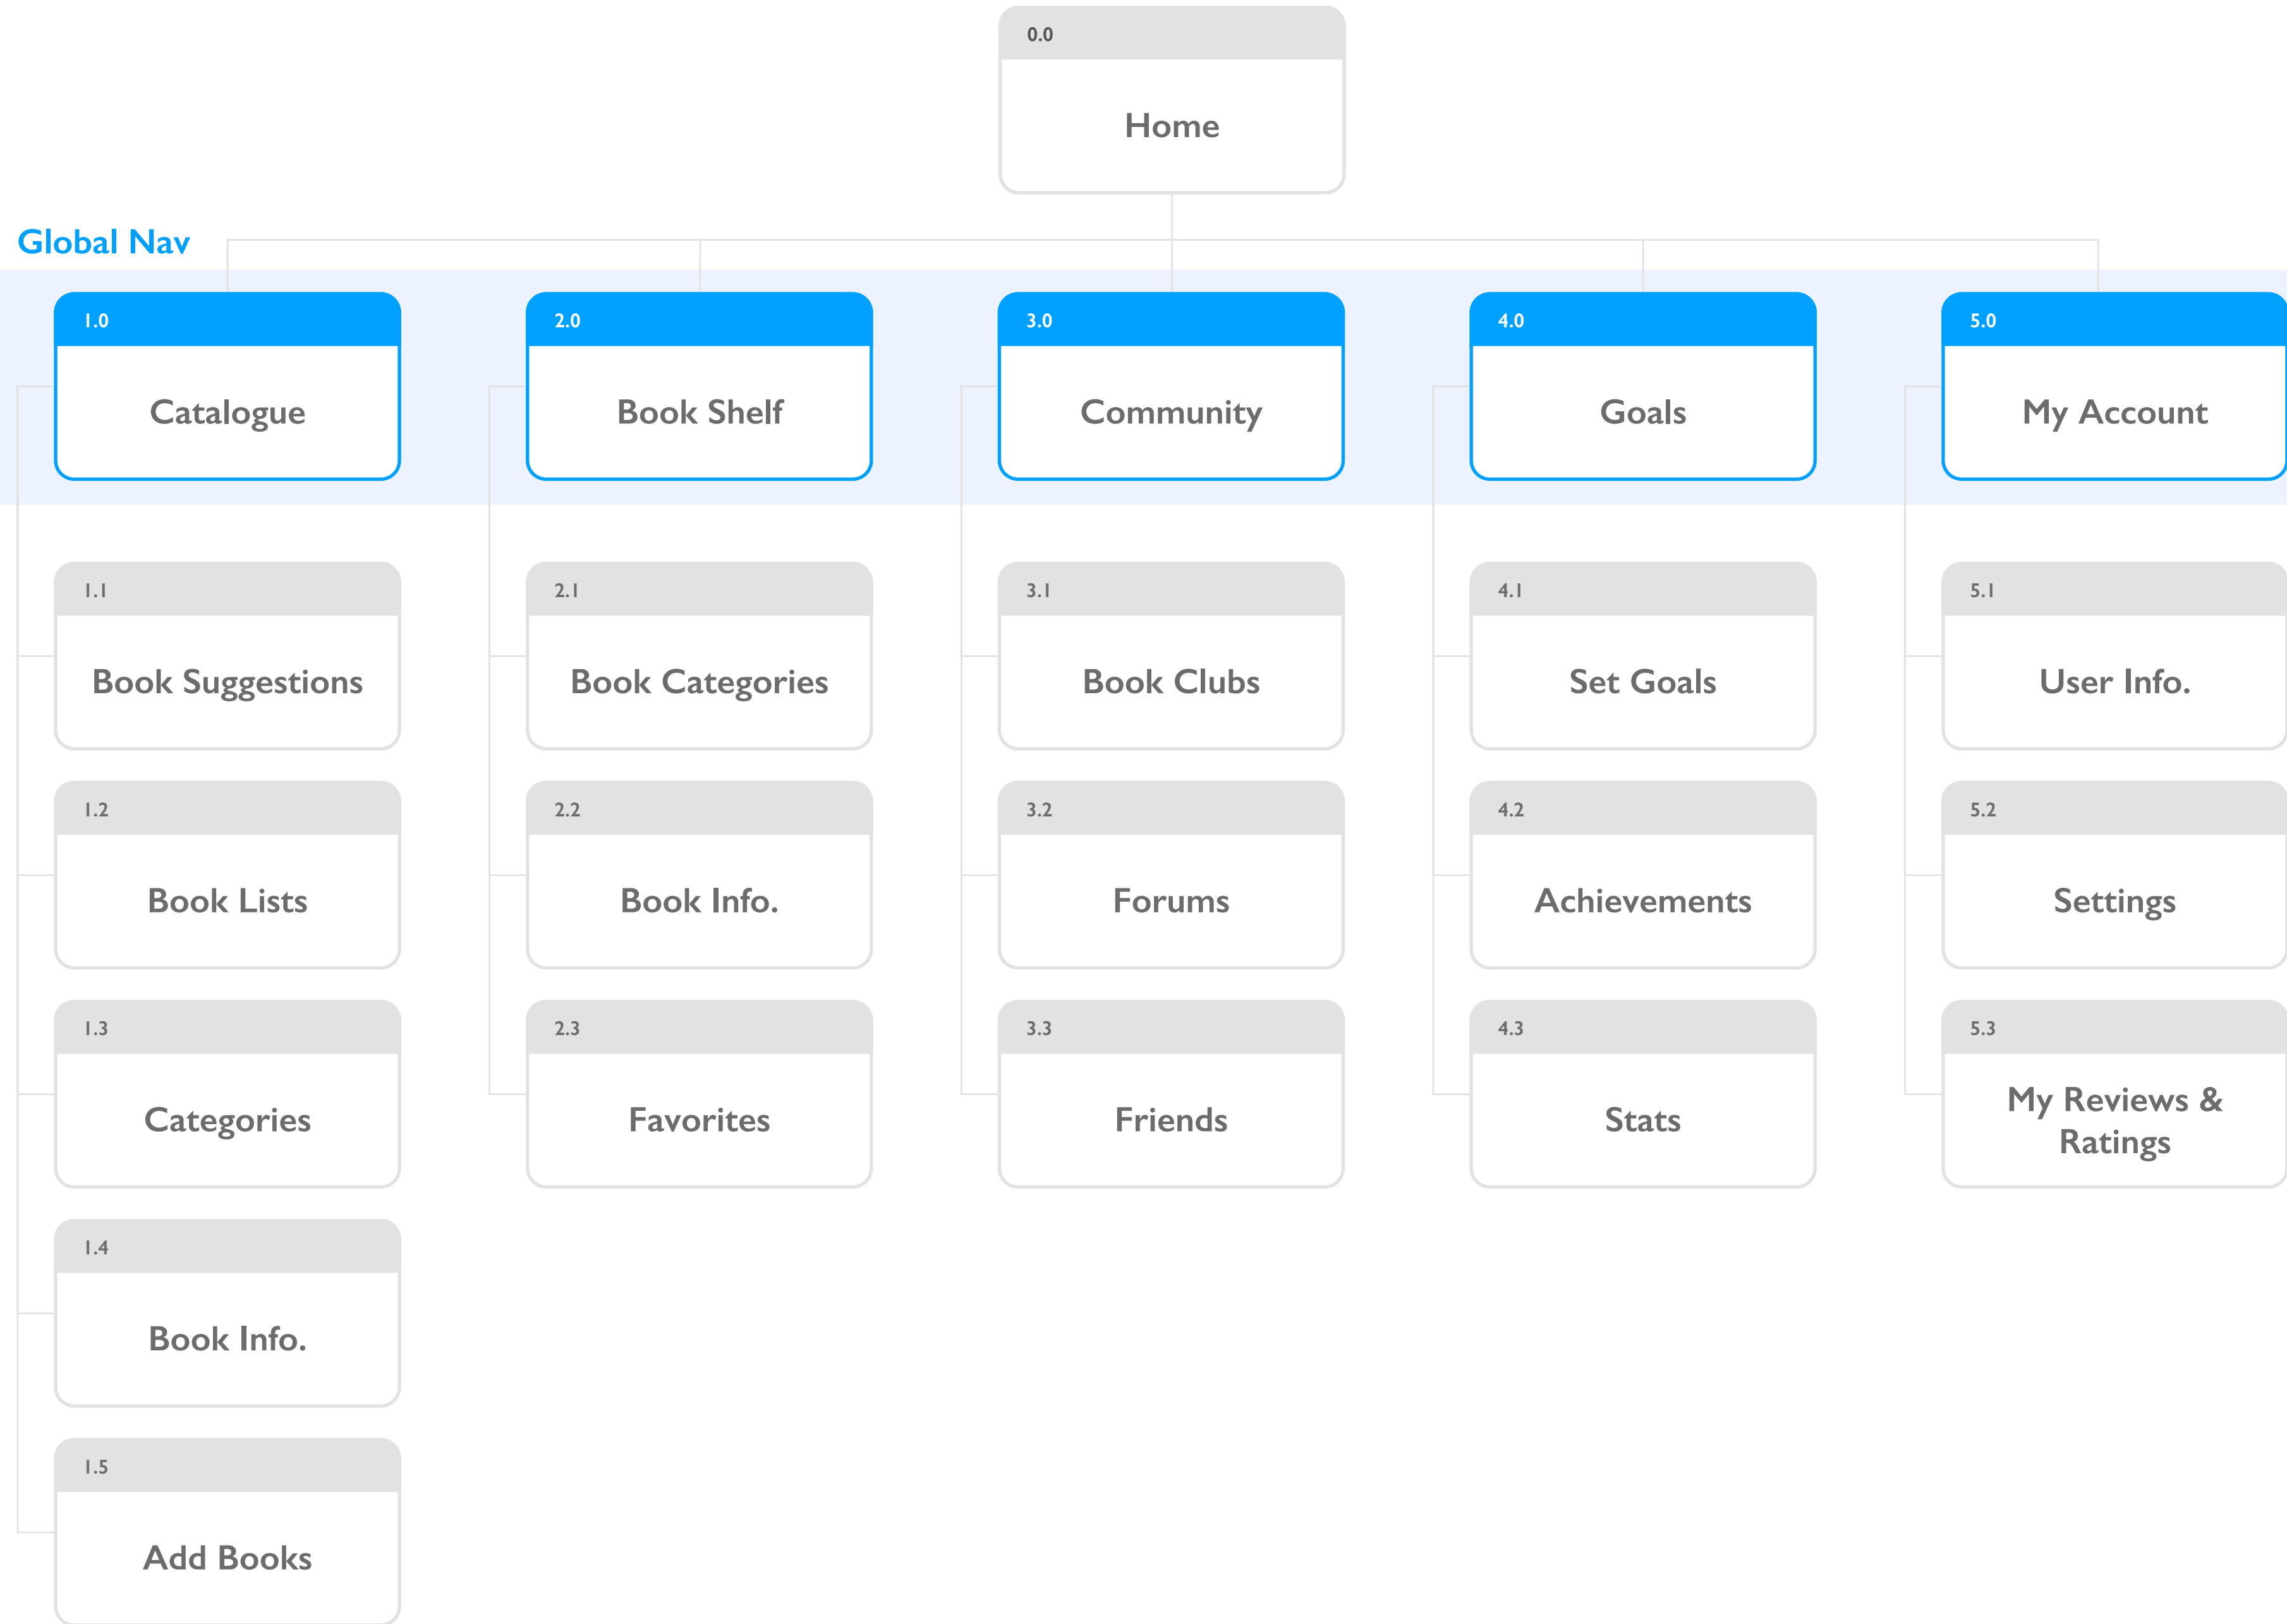 0.0
Home
Global Nav
1.0
Catalogue
2.0
Book Shelf
3.0
Community
4.0
Goals
5.0
My Account
1.1
Book Suggestions
2.1
Book Categories
3.1
Book Clubs
4.1
Set Goals
5.1
User Info.
1.2
Book Lists
2.2
Book Info.
3.2
Forums
4.2
Achievements
5.2
Settings
1.3
Categories
2.3
Favorites
3.3
Friends
4.3
Stats
5.3
My Reviews &
Ratings
1.4
Book Info.
1.5
Add Books